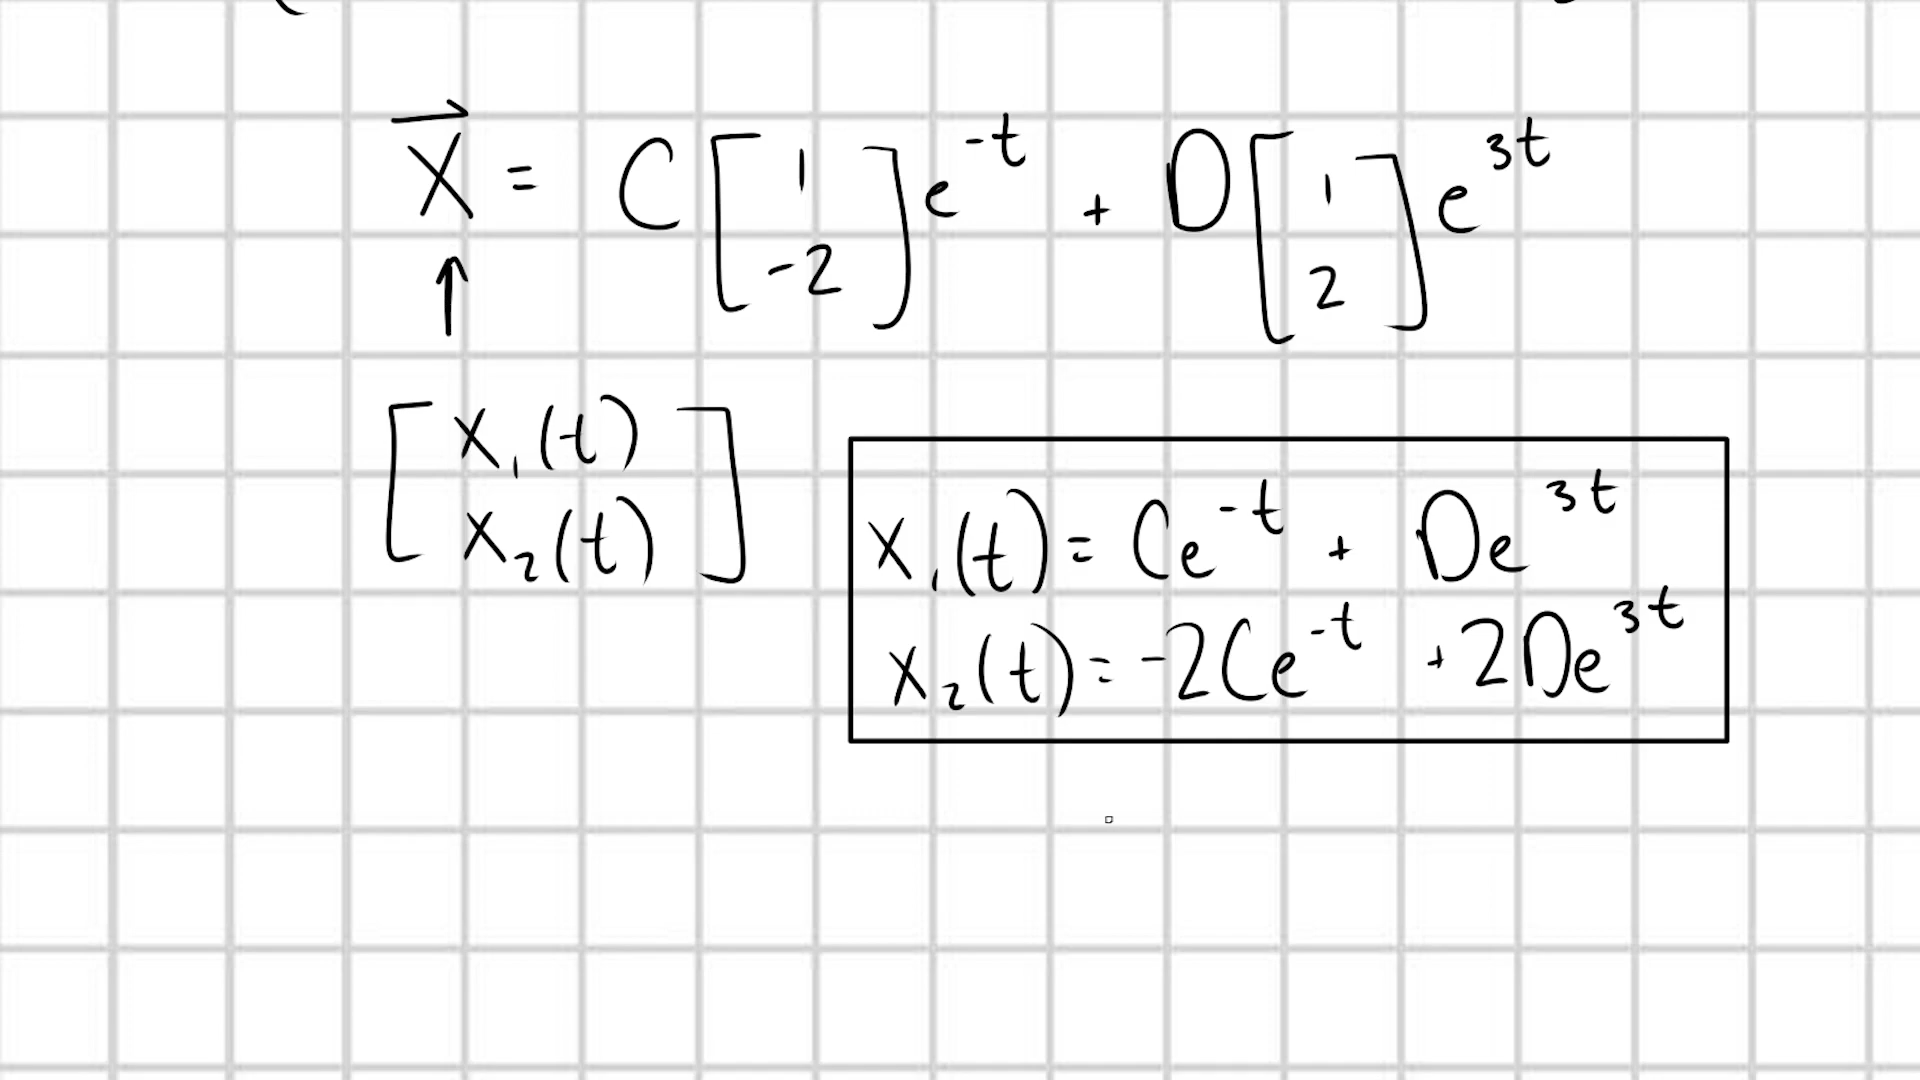 X⃗ = C [1 -2] e^{-t} + D [1 2] e^{3t}
↑
[x₁(t)
x₂(t)]
x₁(t) = Ce^{-t} + De^{3t}
x₂(t) = -2Ce^{-t} + 2De^{3t}